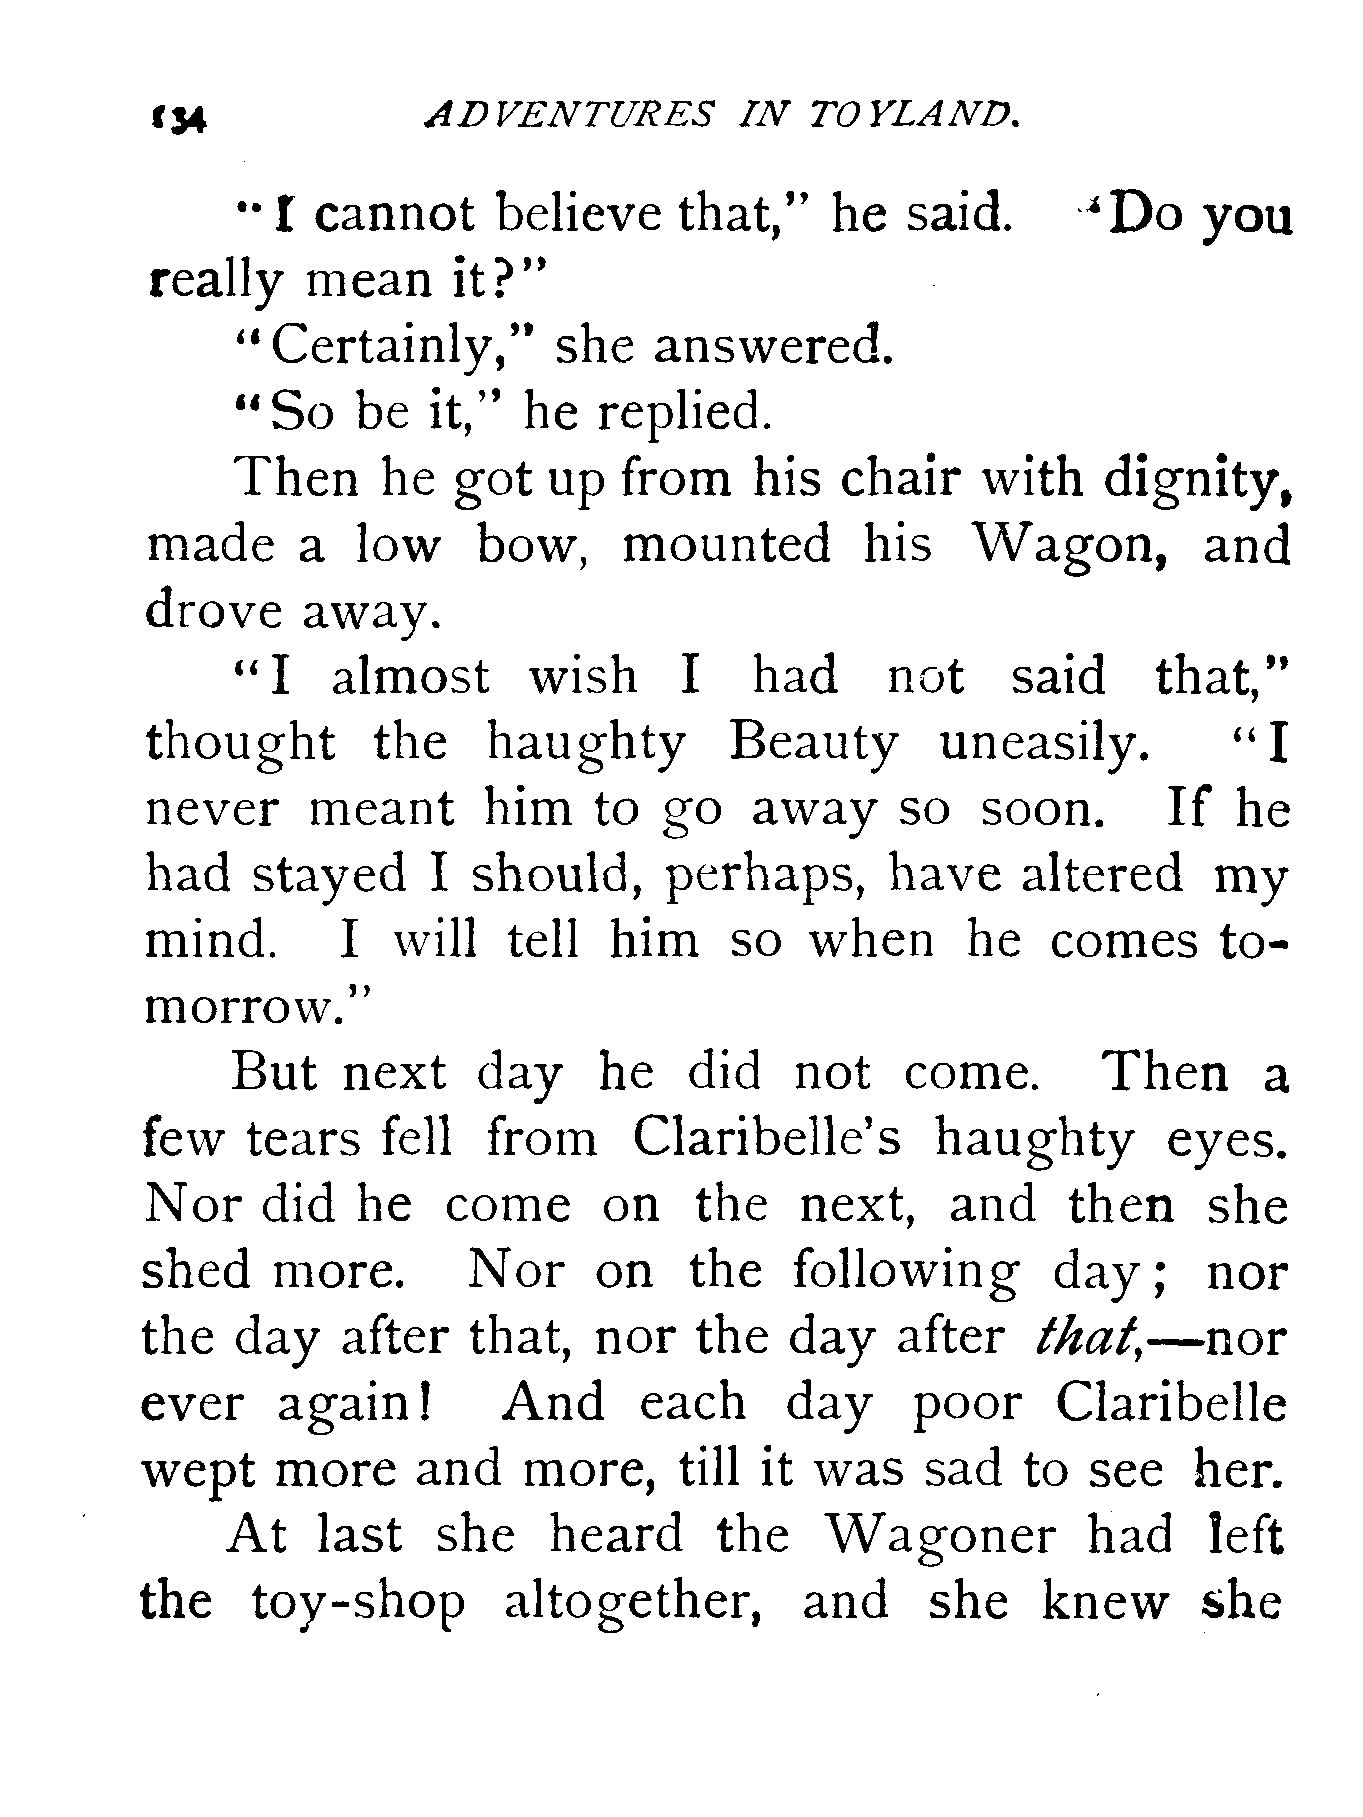 134 ADVENTURES IN TOYLAND.
"I cannot believe that," he said. "Do you
really mean it?"
"Certainly," she answered.
"So be it," he replied.
Then he got up from his chair with dignity,
made a low bow, mounted his Wagon, and
drove away.
"I almost wish I had not said that,"
thought the haughty Beauty uneasily. "I
never meant him to go away so soon. If he
had stayed I should, perhaps, have altered my
mind. I will tell him so when he comes to-
morrow."
But next day he did not come. Then a
few tears fell from Claribelle's haughty eyes.
Nor did he come on the next, and then she
shed more. Nor on the following day; nor
the day after that, nor the day after that,—nor
ever again! And each day poor Claribelle
wept more and more, till it was sad to see her.
At last she heard the Wagoner had left
the toy-shop altogether, and she knew she